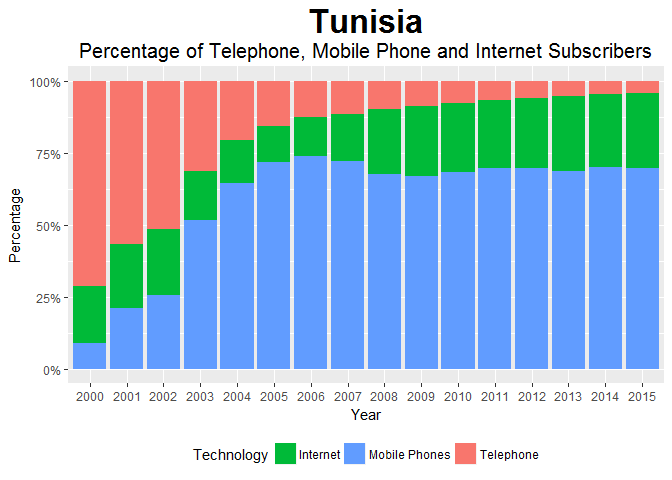 Tunisia
Percentage of Telephone, Mobile Phone and Internet Subscribers
100%
75%
50%
25%
0%
Percentage
2000 2001 2002 2003 2004 2005 2006 2007 2008 2009 2010 2011 2012 2013 2014 2015
Year
Technology Internet Mobile Phones Telephone